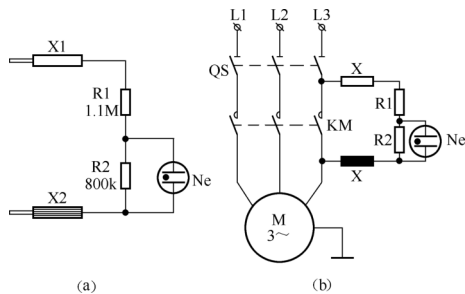 X1
R1
1.1M
R2
800k
Ne
X2
(a)
L1 L2 L3
QS
X
R1
KM
R2
Ne
X
M
3～
(b)